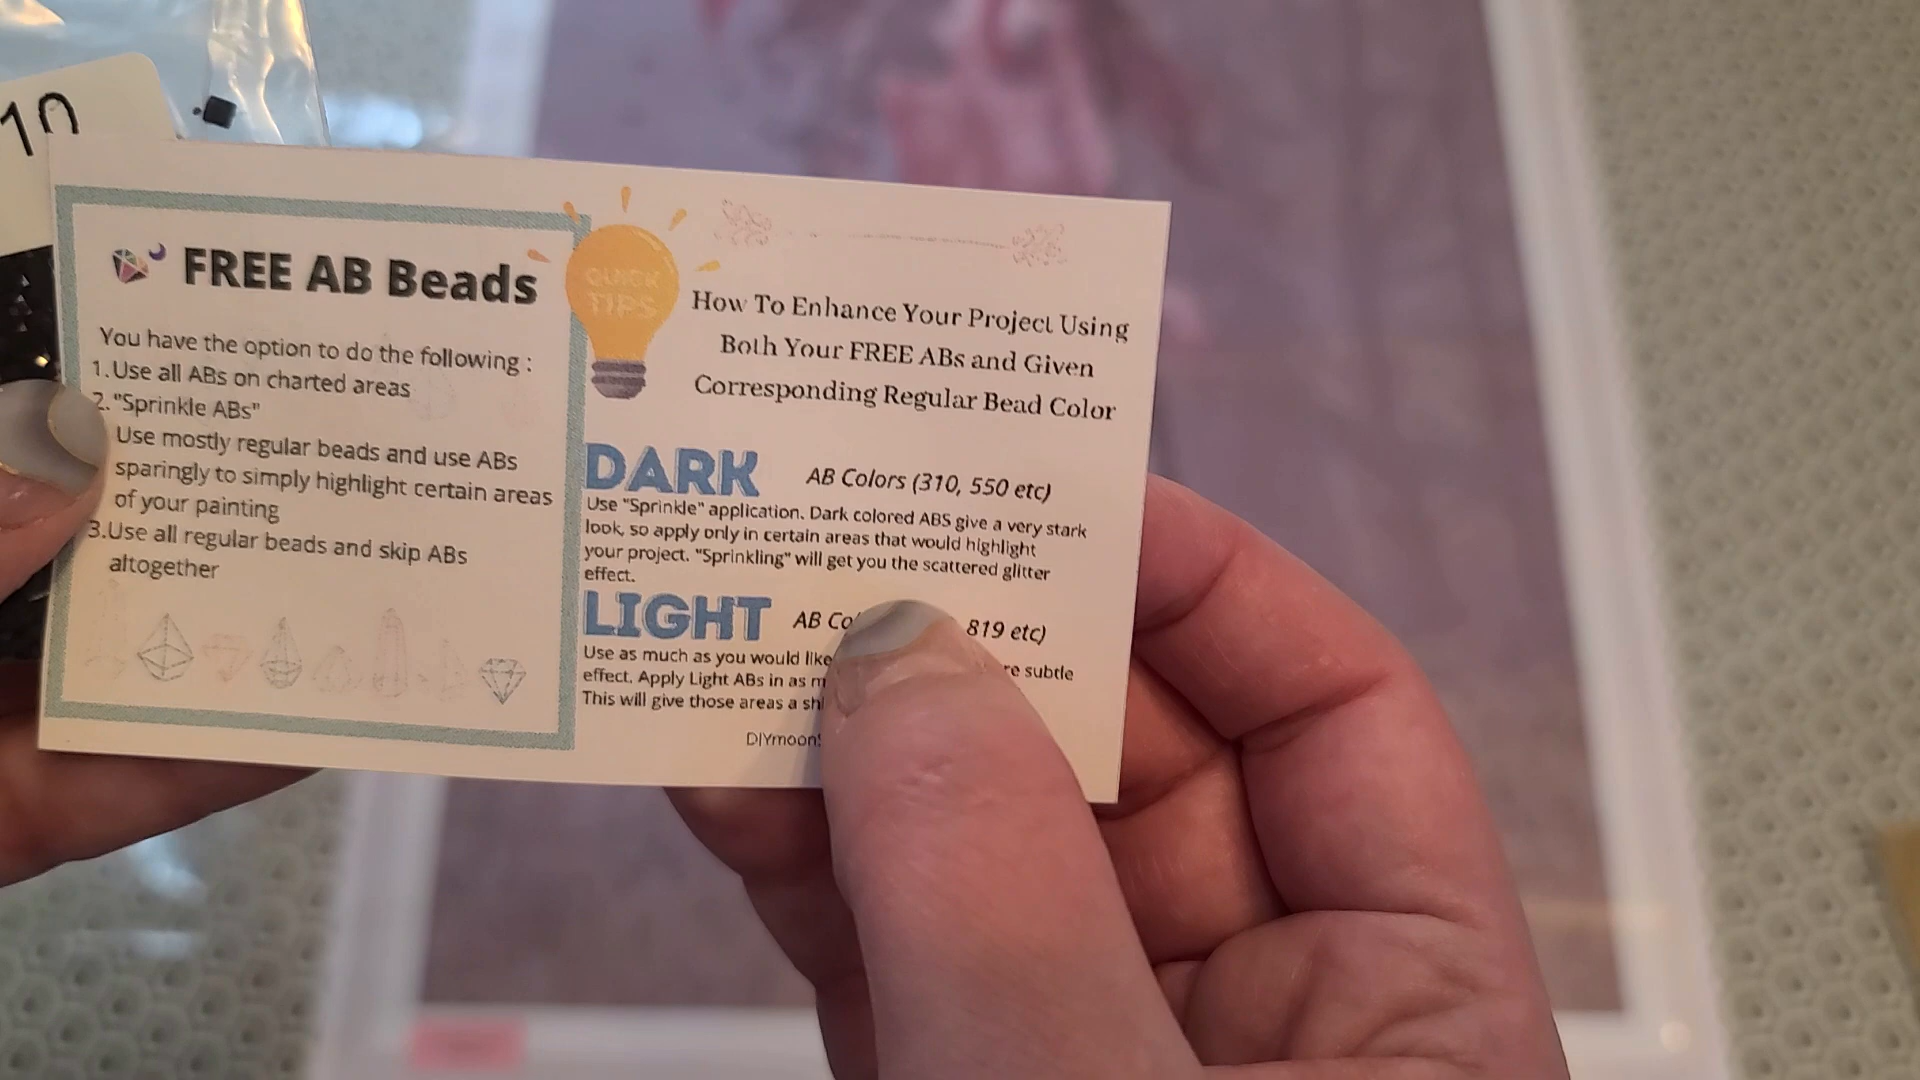 10
FREE AB Beads
You have the option to do the following :
1.Use all ABs on charted areas
2."Sprinkle ABs"
Use mostly regular beads and use ABs
sparingly to simply highlight certain areas
of your painting
3.Use all regular beads and skip ABs
altogether
QUICK
TIPS
How To Enhance Your Project Using
Both Your FREE ABs and Given
Corresponding Regular Bead Color
DARK AB Colors (310, 550 etc)
Use "Sprinkle" application. Dark colored ABS give a very stark
look, so apply only in certain areas that would highlight
your project. "Sprinkling" will get you the scattered glitter
effect.
LIGHT AB 819 etc)
Use as much as you would like subtle
effect. Apply Light ABs in as
This will give those areas a